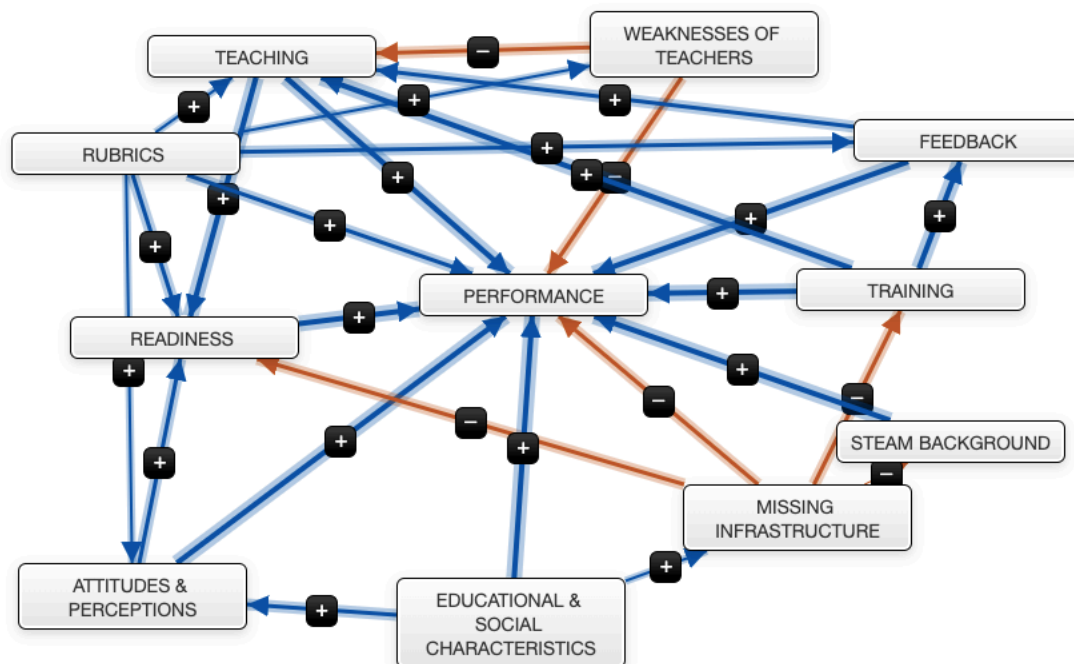 WEAKNESSES OF
TEACHERS
TEACHING
−
+
+
+
RUBRICS
FEEDBACK
+
+
+
−
+
+
+
+
+
PERFORMANCE
TRAINING
+
+
READINESS
+
+
−
−
−
+
+
+
STEAM BACKGROUND
+
−
MISSING
INFRASTRUCTURE
+
ATTITUDES &
PERCEPTIONS
EDUCATIONAL &
SOCIAL
CHARACTERISTICS
+